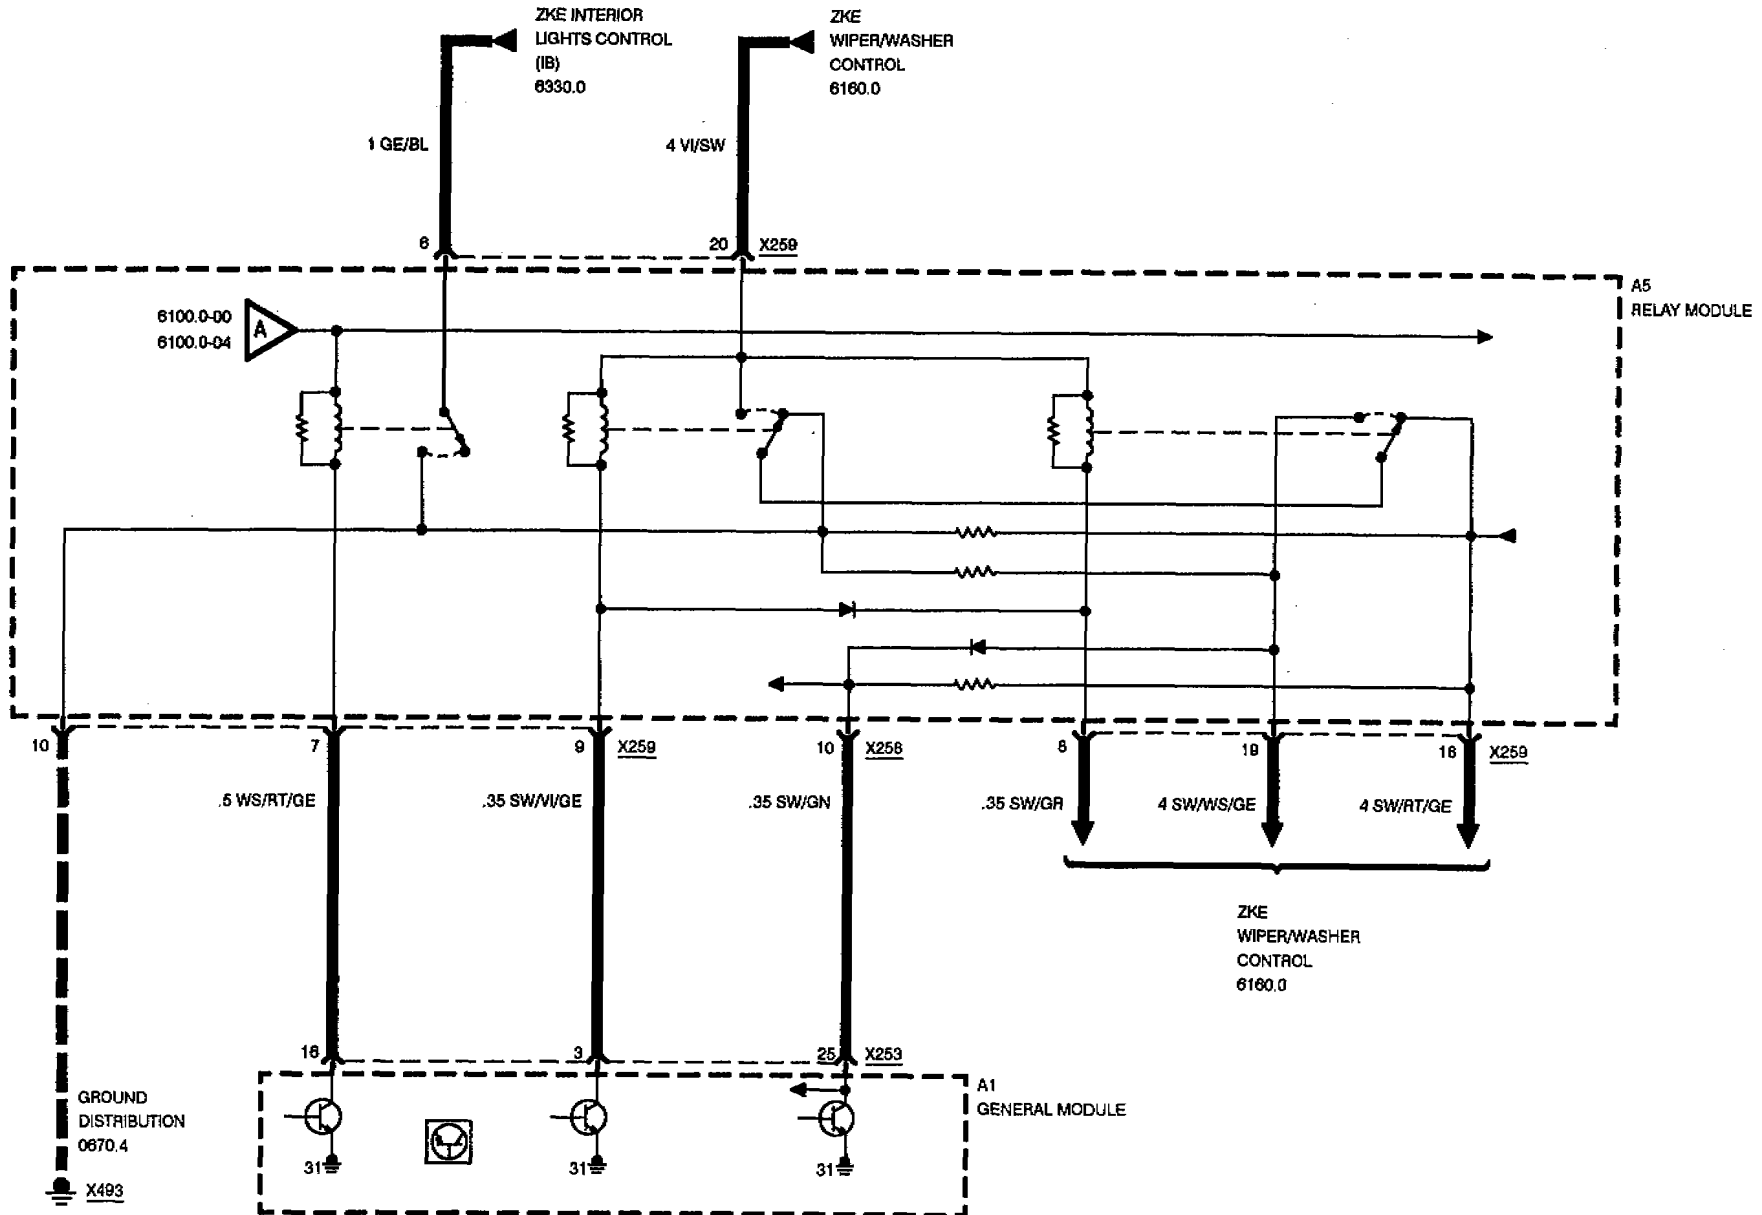 ZKE INTERIOR
LIGHTS CONTROL
(IB)
6330.0
ZKE
WIPER/WASHER
CONTROL
6160.0
1 GE/BL
4 VI/SW
6
20
X259
A5
RELAY MODULE
6100.0-00
6100.0-04
A
10
7
9
X259
10
X256
8
19
18
X259
.5 WS/RT/GE
.35 SW/VI/GE
.35 SW/GN
.35 SW/GR
4 SW/WS/GE
4 SW/RT/GE
ZKE
WIPER/WASHER
CONTROL
6160.0
16
3
25
X253
A1
GENERAL MODULE
GROUND
DISTRIBUTION
0670.4
31
31
31
X493